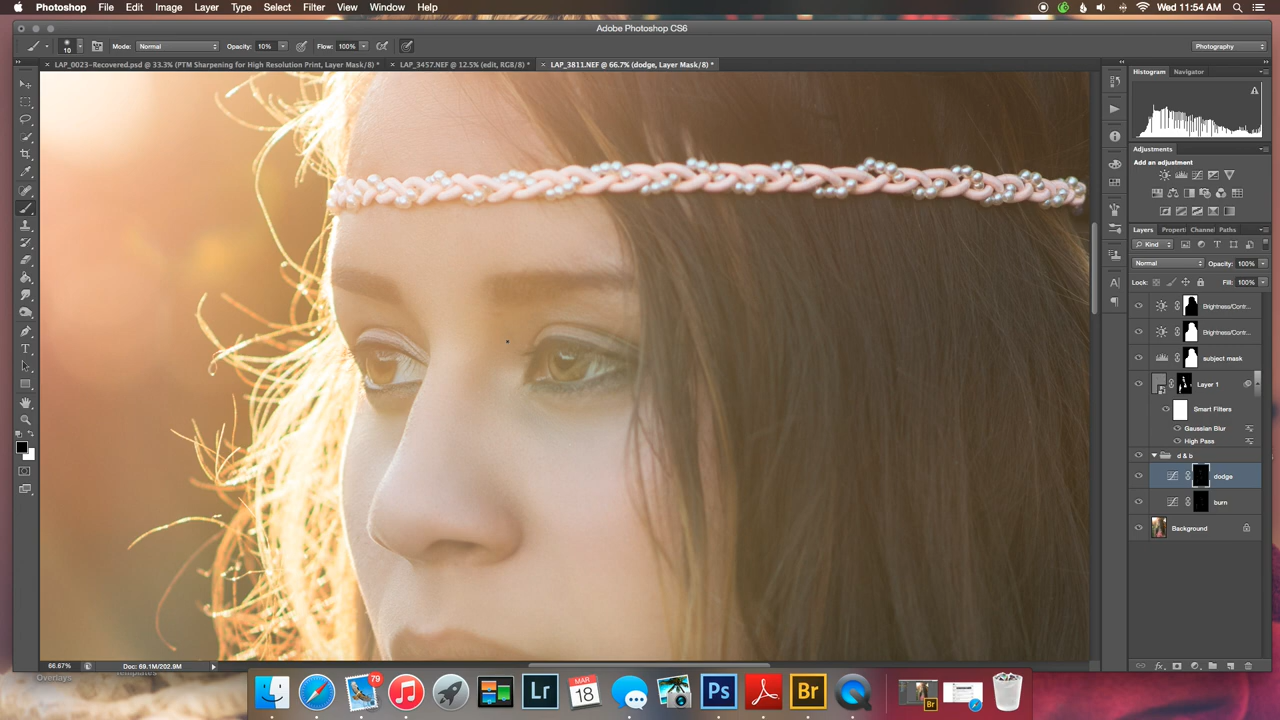 Photoshop File Edit Image Layer Type Select Filter View Window Help Wed 11:54 AM
Adobe Photoshop CS6
10 Mode: Normal Opacity: 10% Flow: 100% Photography
LAP_0023-Recovered.psd @ 33.3% (PTM Sharpening for High Resolution Print, Layer Mask/8) * LAP_3457.NEF @ 12.5% (edit, RGB/8) * LAP_3811.NEF @ 66.7% (dodge, Layer Mask/8) *
Histogram Navigator
Adjustments
Add an adjustment
Layers Properti Channel Paths
Kind
Normal Opacity: 100%
Lock: Fill: 100%
Brightness/Contr...
Brightness/Contr...
subject mask
Layer 1
Smart Filters
Gaussian Blur
High Pass
d & b
dodge
burn
Background
66.67% Doc: 69.1M/202.9M
Overlays
79
Lr
MAR
18
Ps
Br
Br